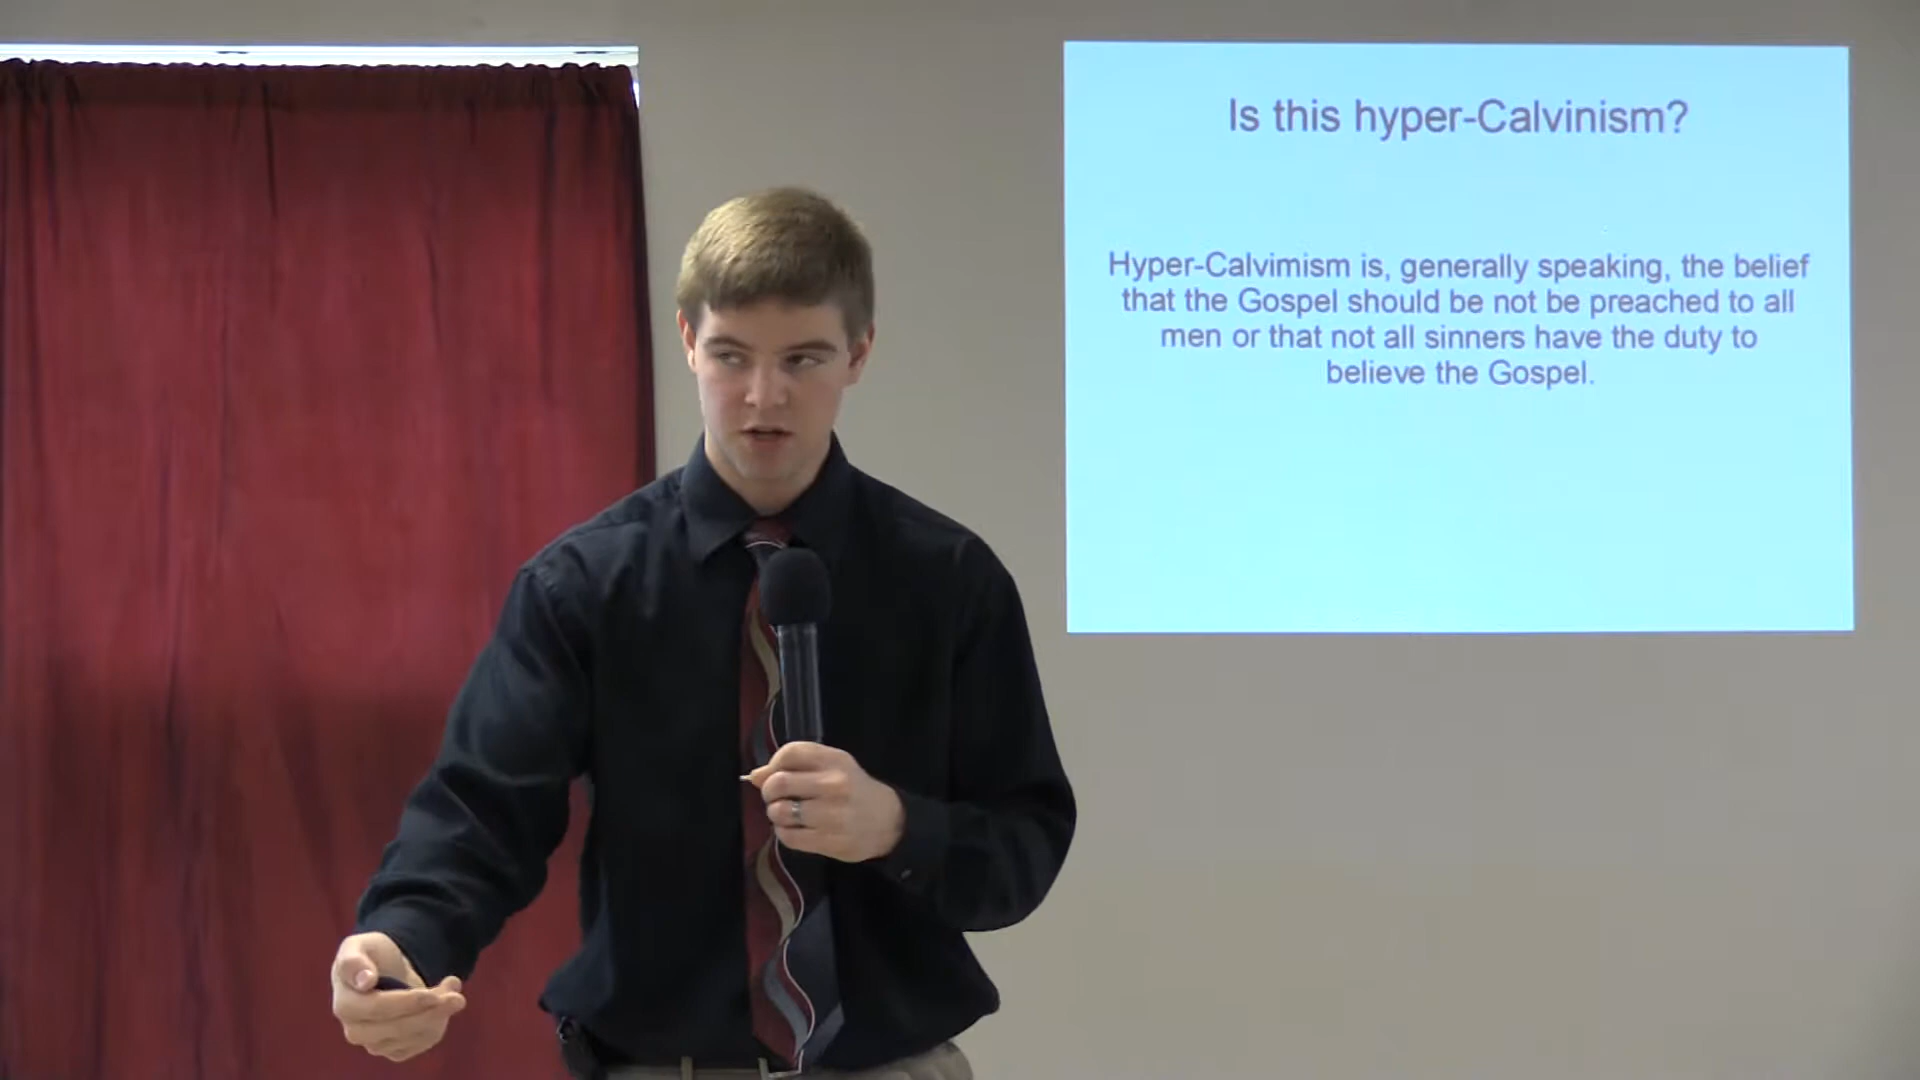 Is this hyper-Calvinism?
Hyper-Calvimism is, generally speaking, the belief
that the Gospel should be not be preached to all
men or that not all sinners have the duty to
believe the Gospel.